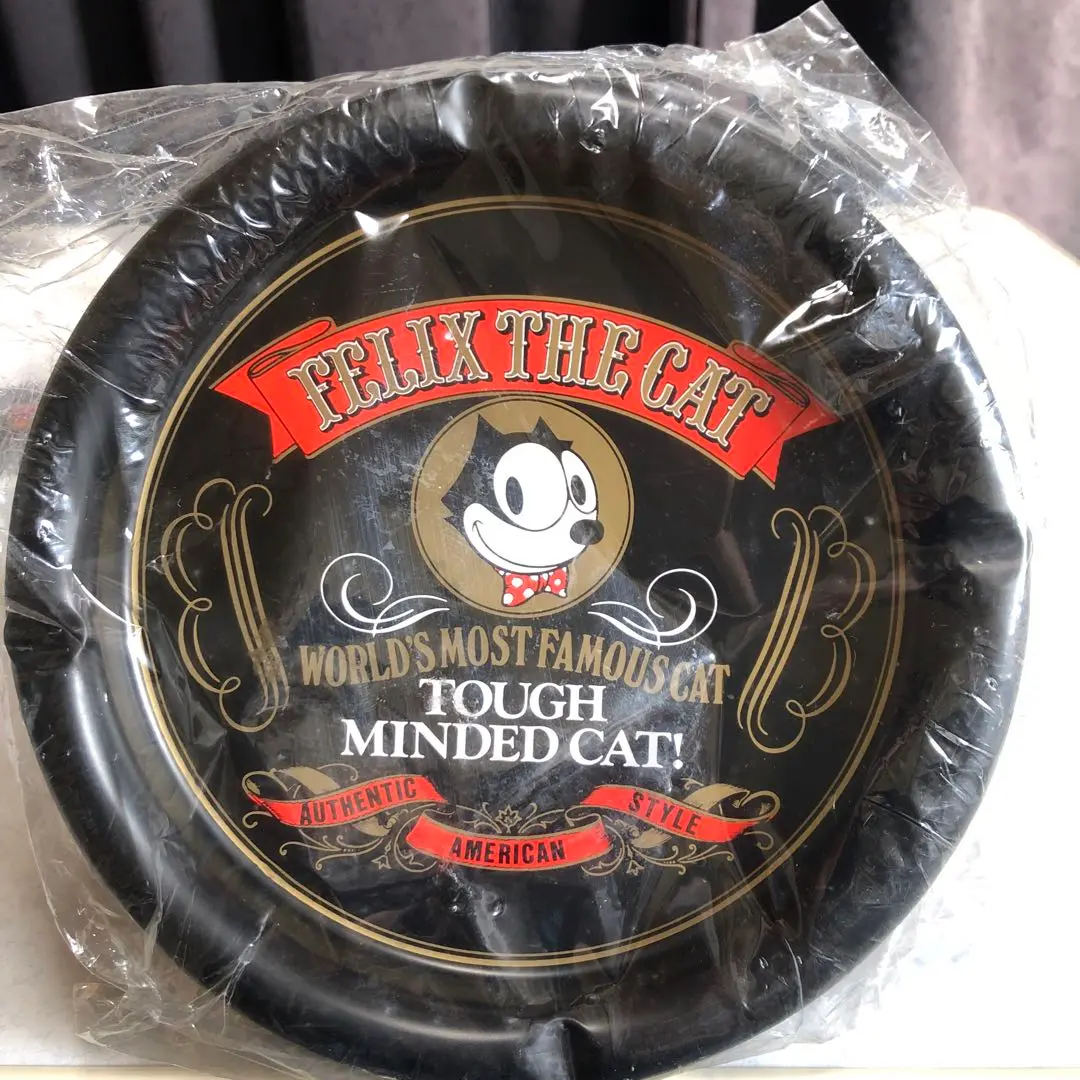 FELIX THE CAT
WORLD'S MOST FAMOUS CAT
TOUGH
MINDED CAT!
AUTHENTIC
AMERICAN
STYLE